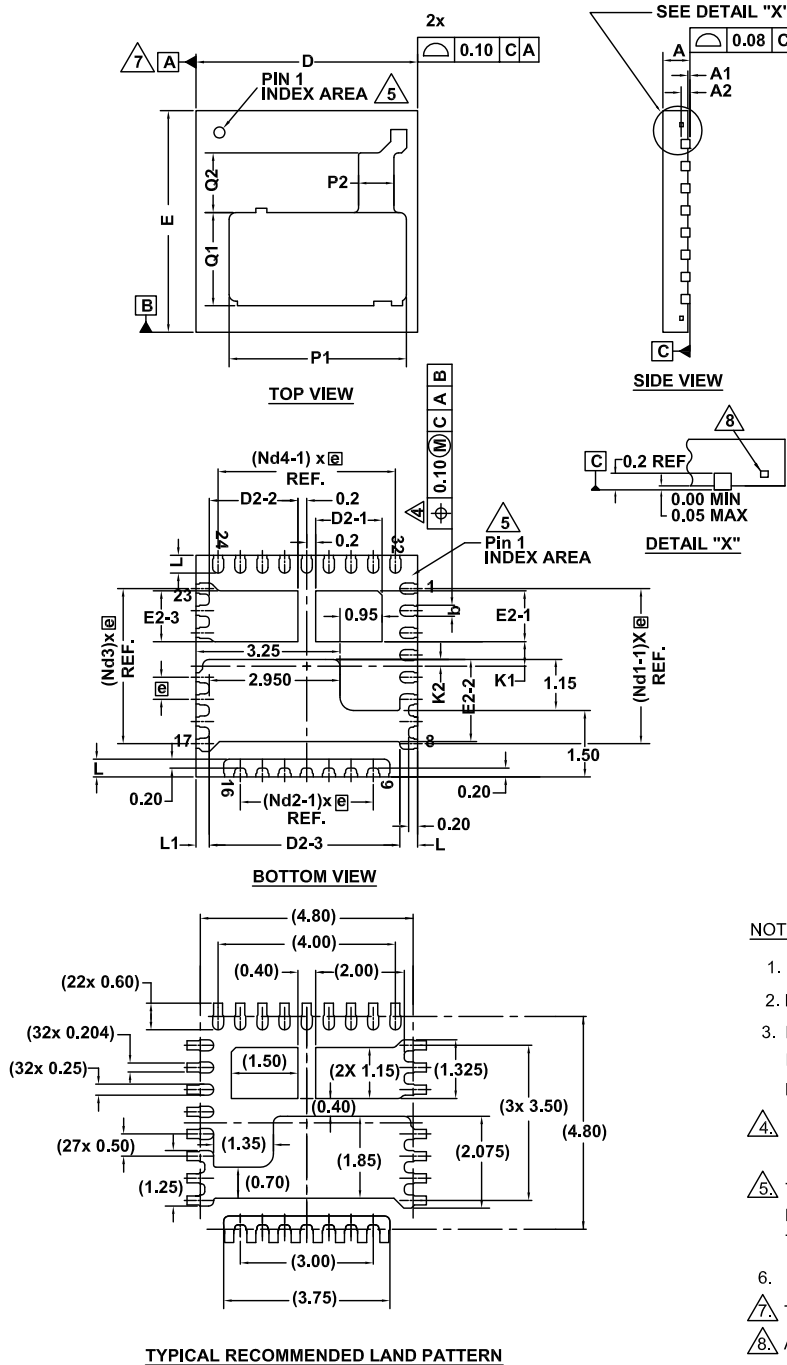 2x
0.10 C A
7 A
D
PIN 1
INDEX AREA 5
P2
Q2
E
Q1
B
P1
TOP VIEW
SEE DETAIL "X"
0.08 C
A
A1
A2
C
SIDE VIEW
8
C
0.2 REF
0.00 MIN
0.05 MAX
DETAIL "X"
4 0.10 M C A B
(Nd4-1) x e
REF.
D2-2
0.2
D2-1
0.2
5
Pin 1
INDEX AREA
24
32
L
23
1
E2-3
0.95
b
E2-1
3.25
(Nd3)x e
REF.
(Nd1-1)X e
REF.
e
2.950
K2
E2-2
K1
1.15
17
8
1.50
L
0.20
16
9
0.20
(Nd2-1)x e
REF.
0.20
L1
D2-3
L
BOTTOM VIEW
(4.80)
(4.00)
(0.40)
(2.00)
(22x 0.60)
(32x 0.204)
(32x 0.25)
(1.50)
(2X 1.15)
(1.325)
(0.40)
(3x 3.50)
(4.80)
(27x 0.50)
(1.35)
(1.85)
(2.075)
(1.25)
(0.70)
(3.00)
(3.75)
TYPICAL RECOMMENDED LAND PATTERN
NOT
1.
2.
3.
4.
5.
6.
7.
8. A